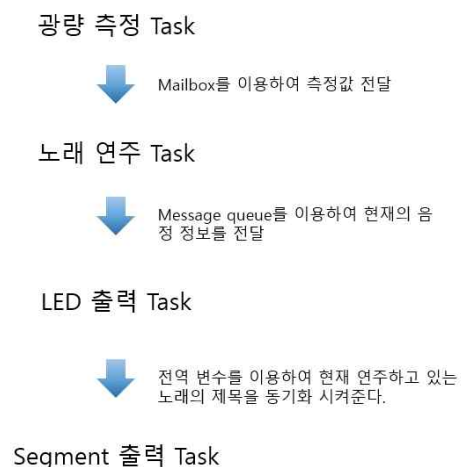 광량 측정 Task
Mailbox를 이용하여 측정값 전달
노래 연주 Task
Message queue를 이용하여 현재의 음
정 정보를 전달
LED 출력 Task
전역 변수를 이용하여 현재 연주하고 있는
노래의 제목을 동기화 시켜준다.
Segment 출력 Task